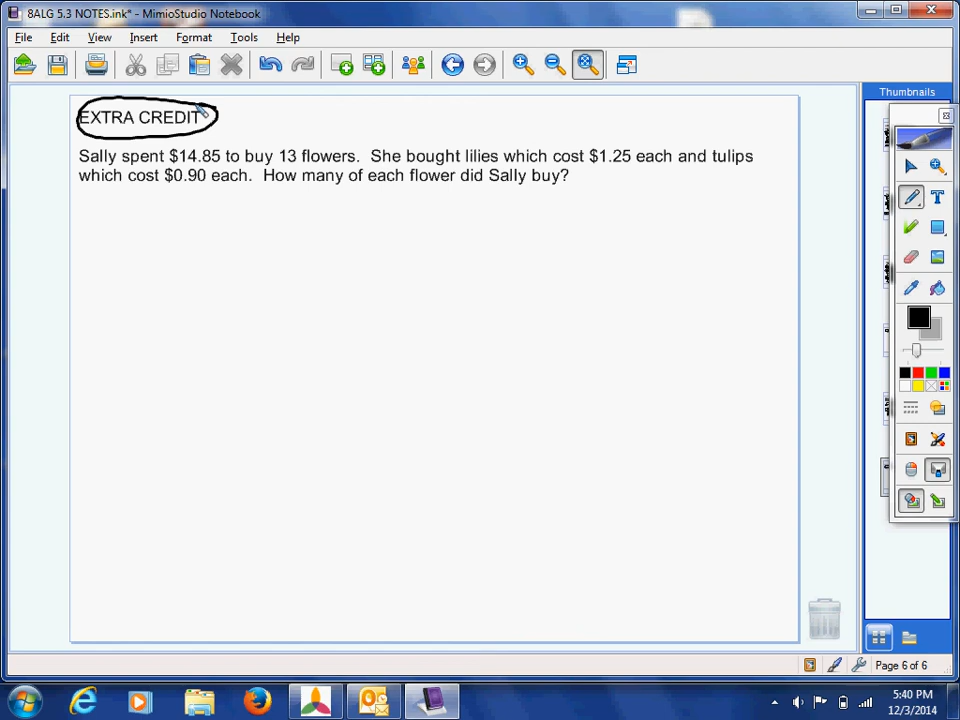 8ALG 5.3 NOTES.ink* - MimioStudio Notebook
File Edit View Insert Format Tools Help
Thumbnails
EXTRA CREDIT
Sally spent $14.85 to buy 13 flowers. She bought lilies which cost $1.25 each and tulips
which cost $0.90 each. How many of each flower did Sally buy?
T
Page 6 of 6
5:40 PM
12/3/2014